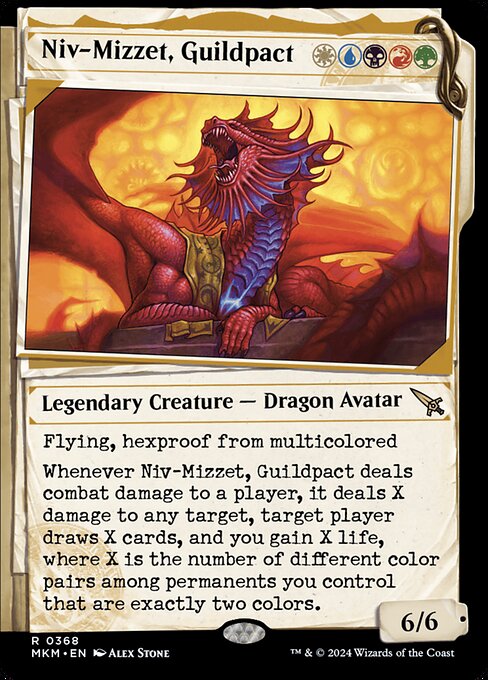 Niv-Mizzet, Guildpact
Legendary Creature — Dragon Avatar
Flying, hexproof from multicolored
Whenever Niv-Mizzet, Guildpact deals
combat damage to a player, it deals X
damage to any target, target player
draws X cards, and you gain X life,
where X is the number of different color
pairs among permanents you control
that are exactly two colors.
6/6
R 0368
MKM • EN Alex Stone
™ & © 2024 Wizards of the Coast